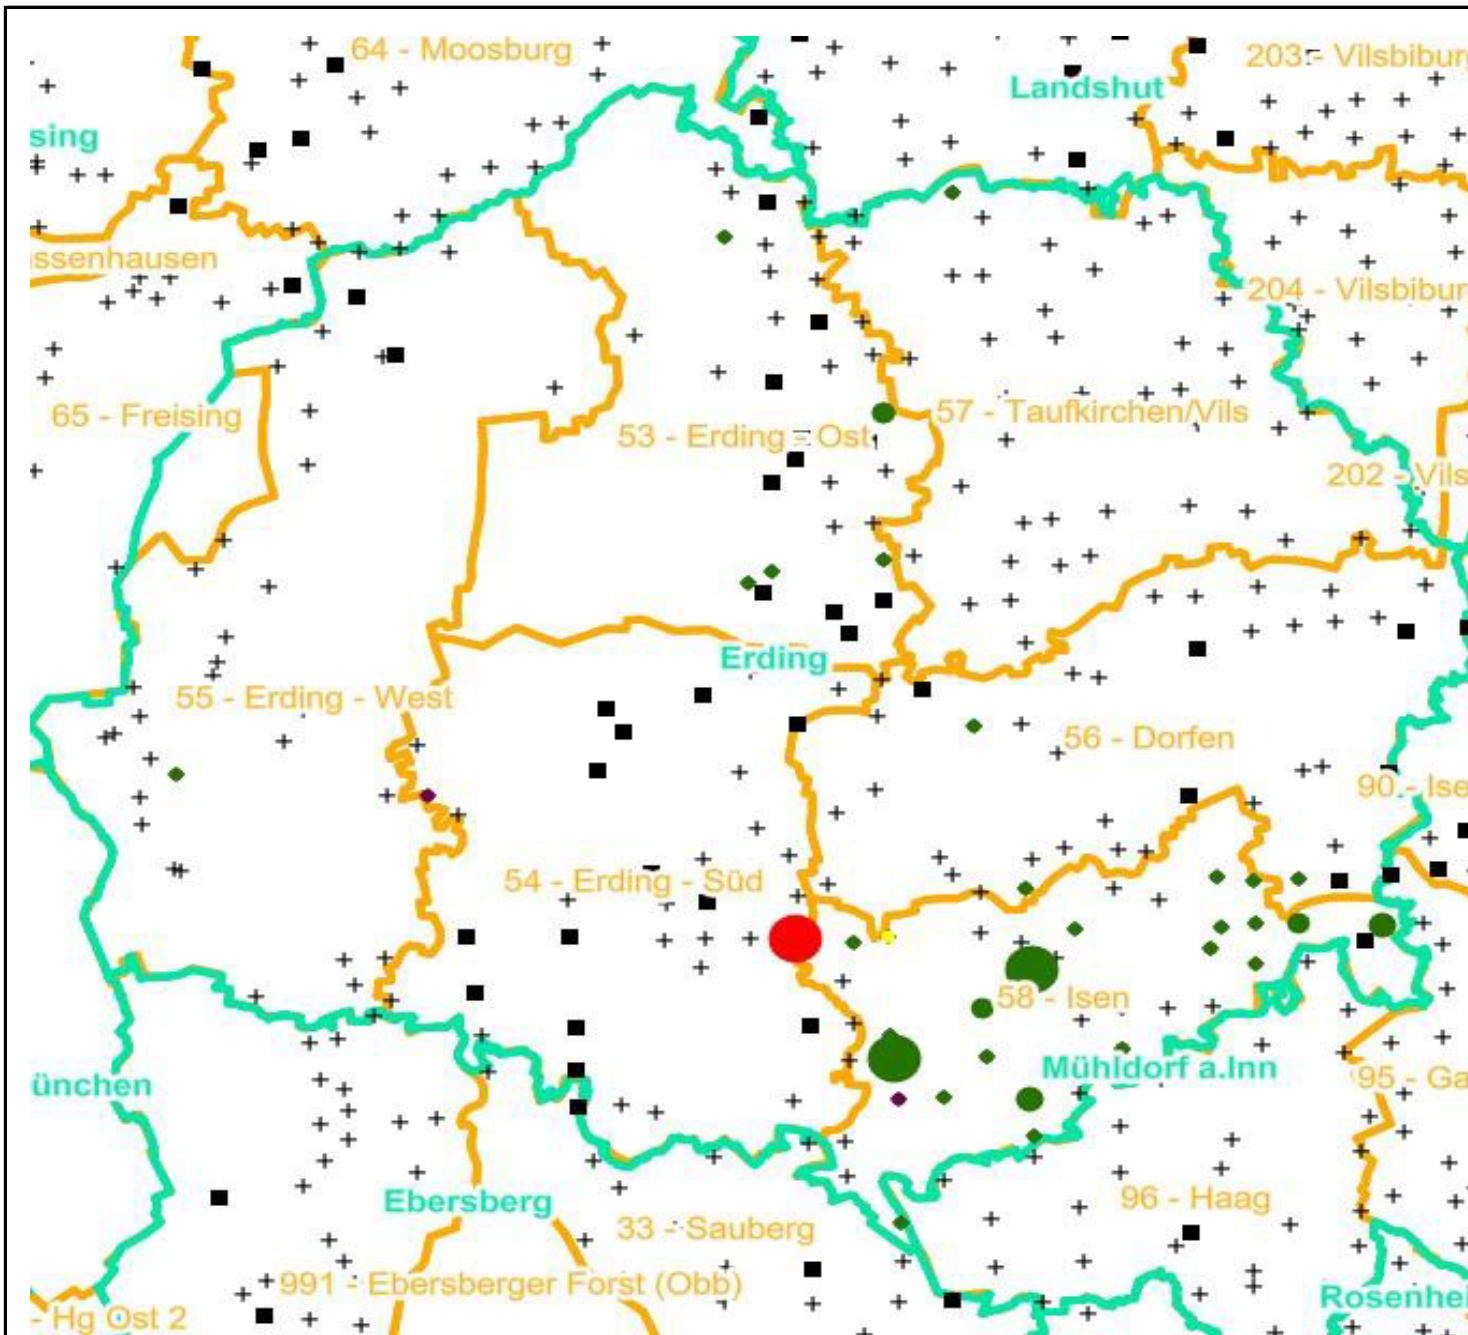 64 - Moosburg
203 - Vilsbiburg
Landshut
sing
assenhausen
204 - Vilsbibur
65 - Freising
53 - Erding - Ost
57 - Taufkirchen/Vils
202 - Vils
Erding
55 - Erding - West
56 - Dorfen
90 - Ise
54 - Erding - Süd
58 - Isen
Mühldorf a.Inn
ünchen
95 - Ga
Ebersberg
96 - Haag
33 - Sauberg
991 - Ebersberger Forst (Obb)
Rosenhei
- Hg Ost 2